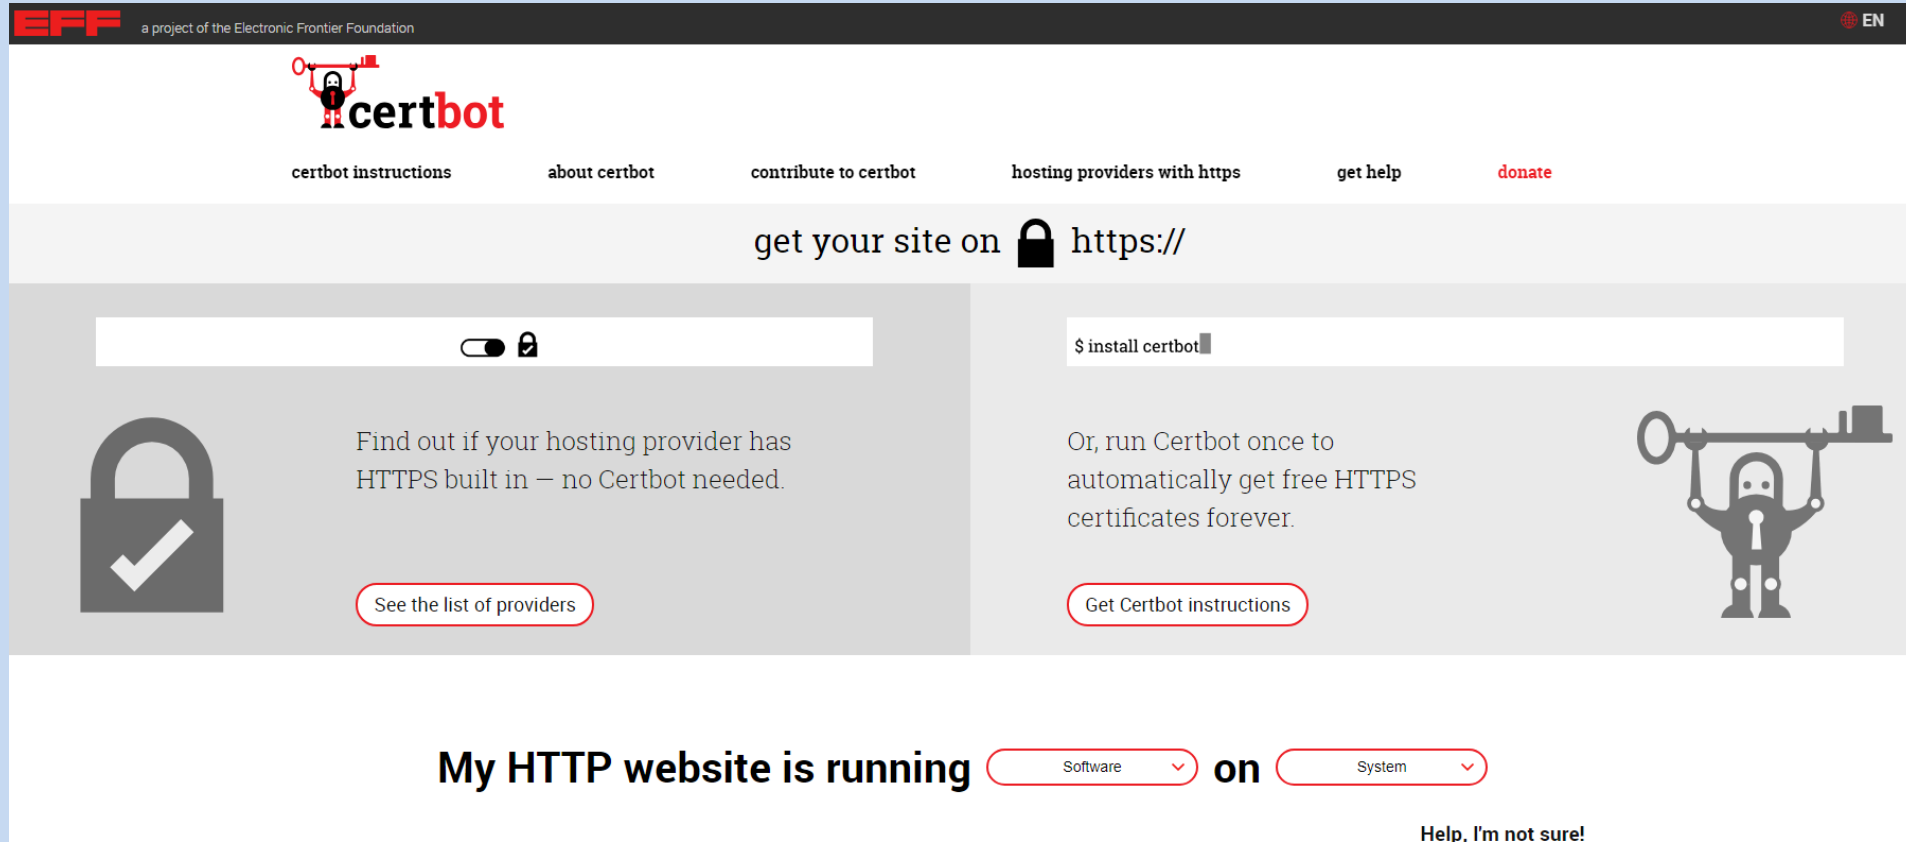 EFF a project of the Electronic Frontier Foundation EN
certbot
certbot instructions about certbot contribute to certbot hosting providers with https get help donate
get your site on https://
$ install certbot
Find out if your hosting provider has
HTTPS built in — no Certbot needed.
See the list of providers
Or, run Certbot once to
automatically get free HTTPS
certificates forever.
Get Certbot instructions
My HTTP website is running Software on System
Help, I'm not sure!